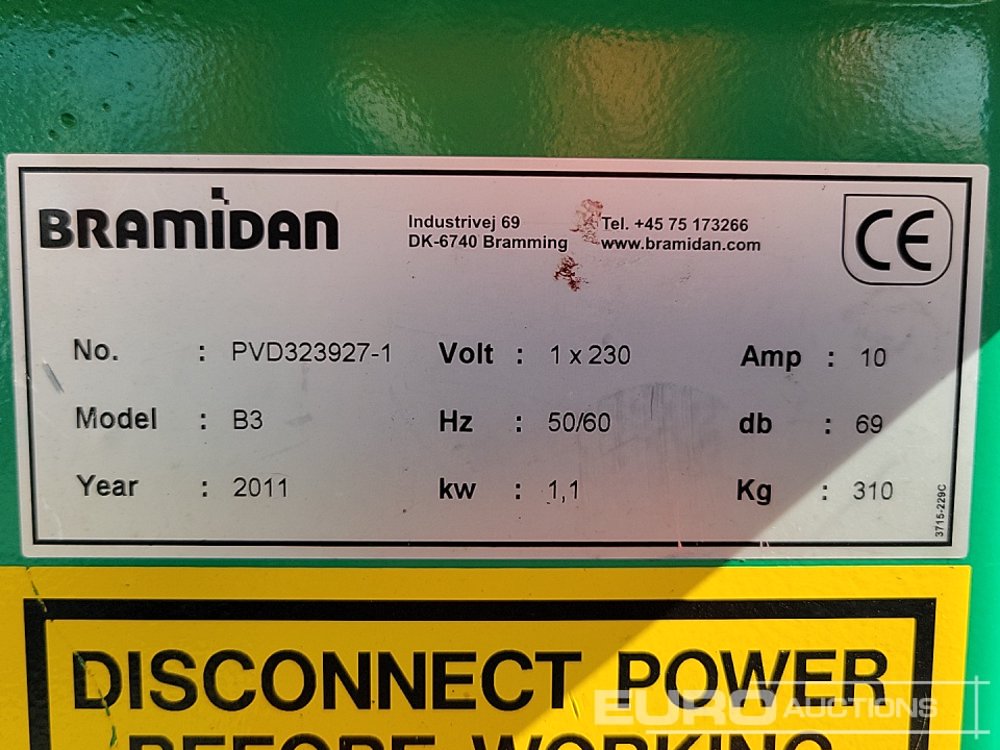 BRAMIDAN
Industrivej 69 Tel. +45 75 173266
DK-6740 Bramming www.bramidan.com
CE
No. : PVD323927-1 Volt : 1 x 230 Amp : 10
Model : B3 Hz : 50/60 db : 69
Year : 2011 kw : 1,1 Kg : 310
3715-229C
DISCONNECT POWER
EURO AUCTIONS
BEFORE WORKING